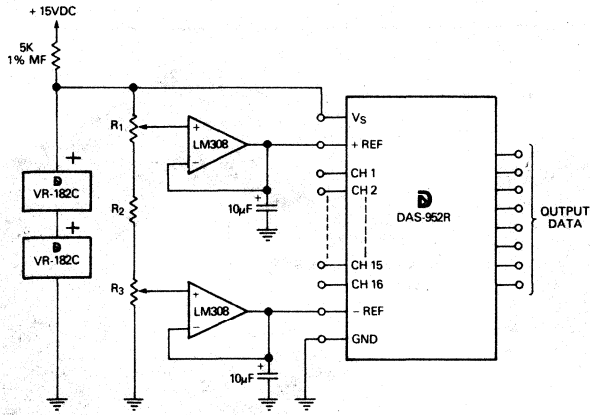 + 15VDC
5K
1% MF
R1
+
−
LM308
10µF
+
VS
+ REF
CH 1
CH 2
D
DAS-952R
OUTPUT
DATA
+
D
VR-182C
+
D
VR-182C
R2
R3
+
−
LM308
10µF
+
CH 15
CH 16
− REF
GND